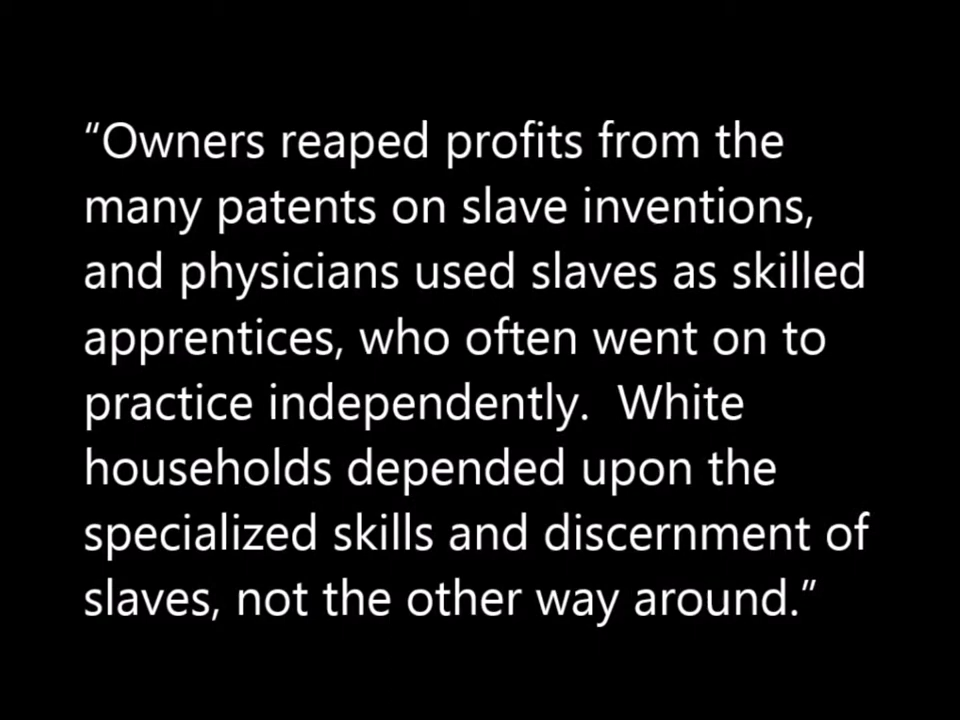 “Owners reaped profits from the
many patents on slave inventions,
and physicians used slaves as skilled
apprentices, who often went on to
practice independently.  White
households depended upon the
specialized skills and discernment of
slaves, not the other way around.”